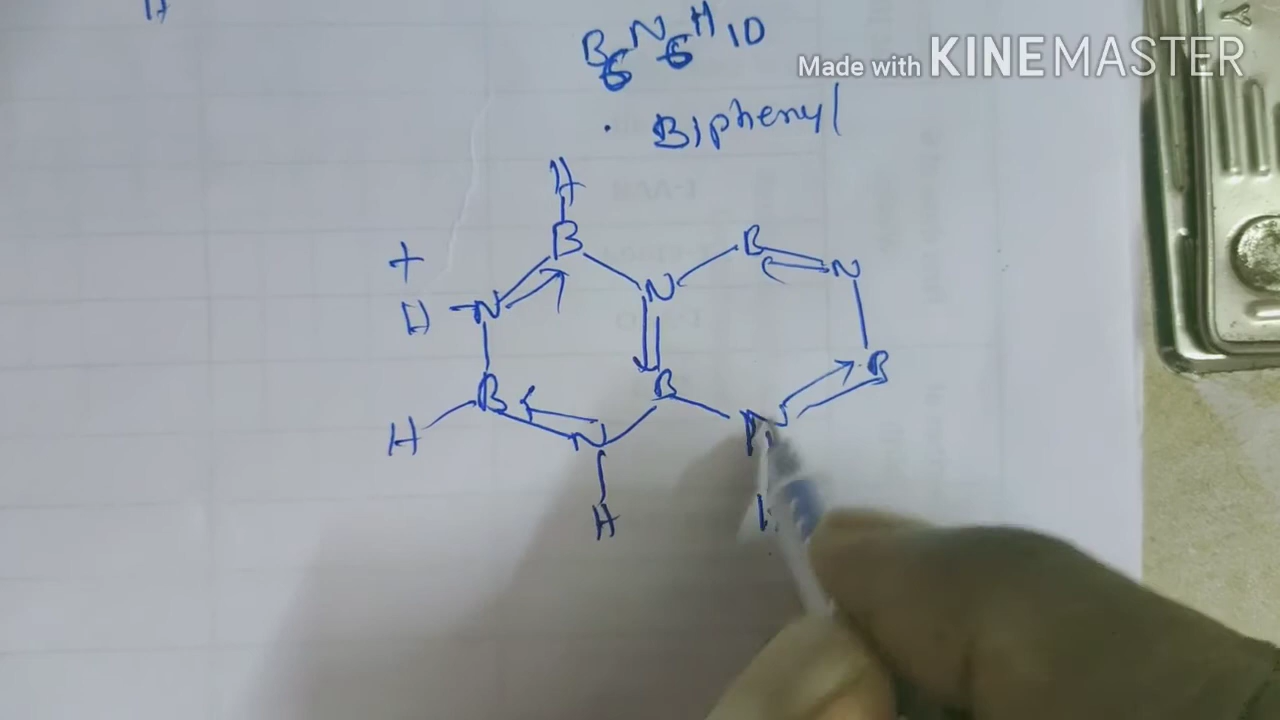 H
B6N6H10
Made with KINEMASTER
. Biphenyl
H
B B
H N N N
B B B
H N N
H